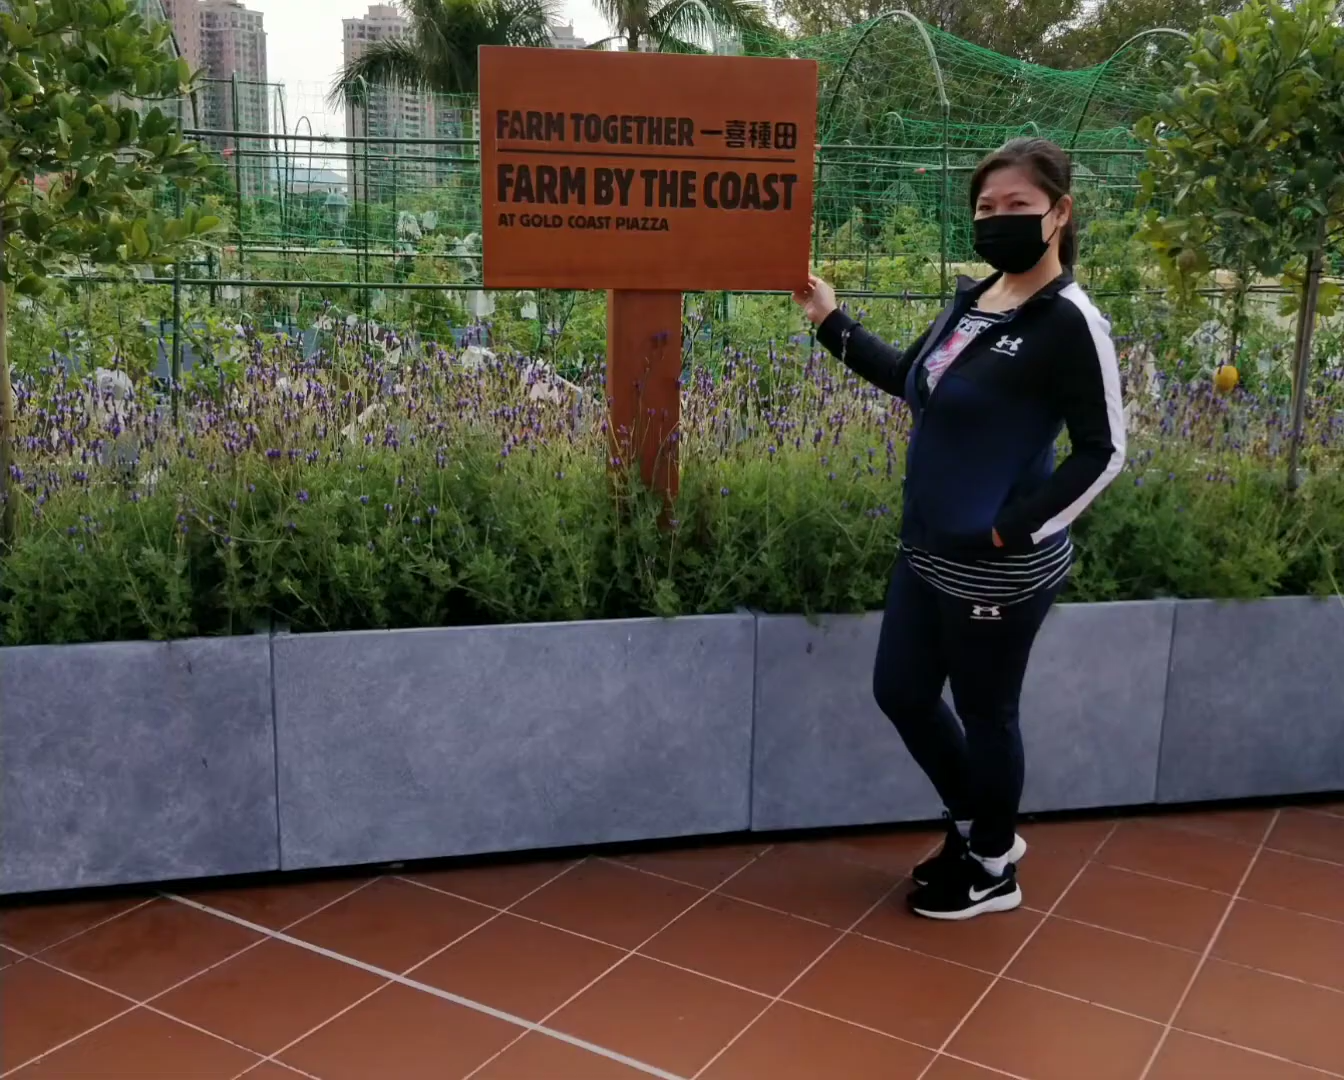 FARM TOGETHER 一喜種田
FARM BY THE COAST
AT GOLD COAST PIAZZA